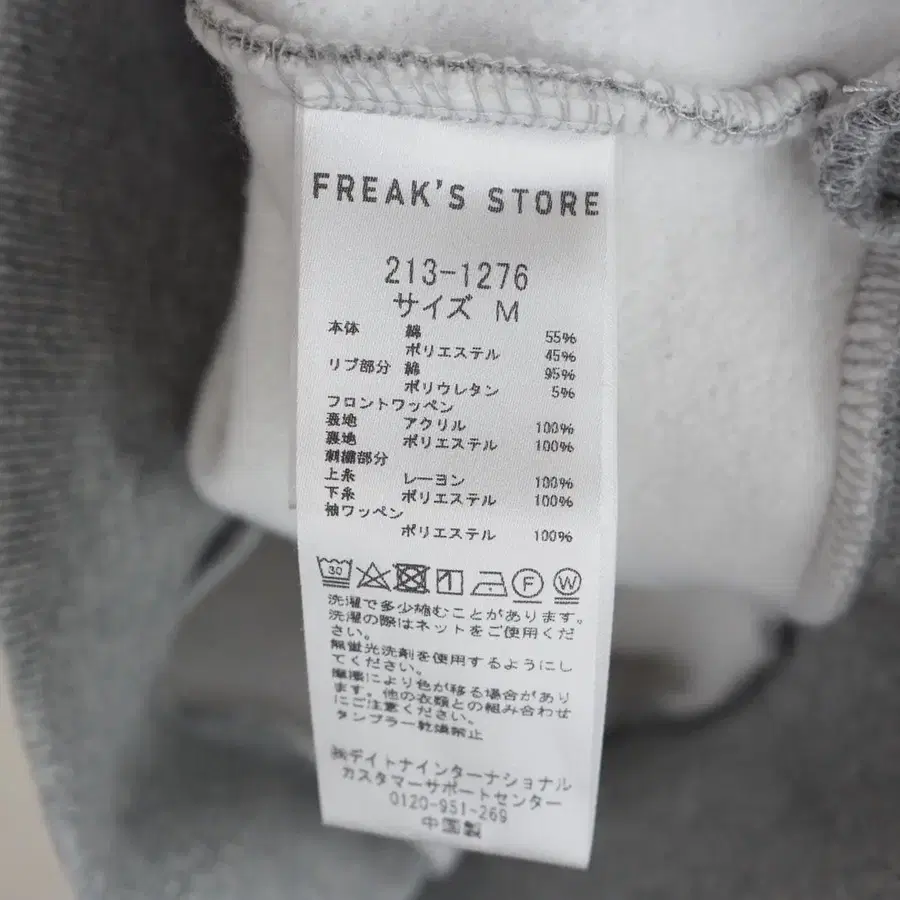 FREAK'S STORE
213-1276
サイズ M
本体 綿 55%
ポリエステル 45%
リブ部分 綿 95%
ポリウレタン 5%
フロントワッペン
表地 アクリル 100%
裏地 ポリエステル 100%
刺繍部分
上糸 レーヨン 100%
下糸 ポリエステル 100%
袖ワッペン
ポリエステル 100%
30 F W
洗濯で多少縮むことがあります。
洗濯の際はネットをご使用くだ
さい。
無蛍光洗剤を使用するようにし
てください。
摩擦により色が移る場合があり
ます。他の衣類との組み合わせ
にご注意ください。
タンブラー乾燥禁止
㈱デイトナインターナショナル
カスタマーサポートセンター
0120-951-269
中国製